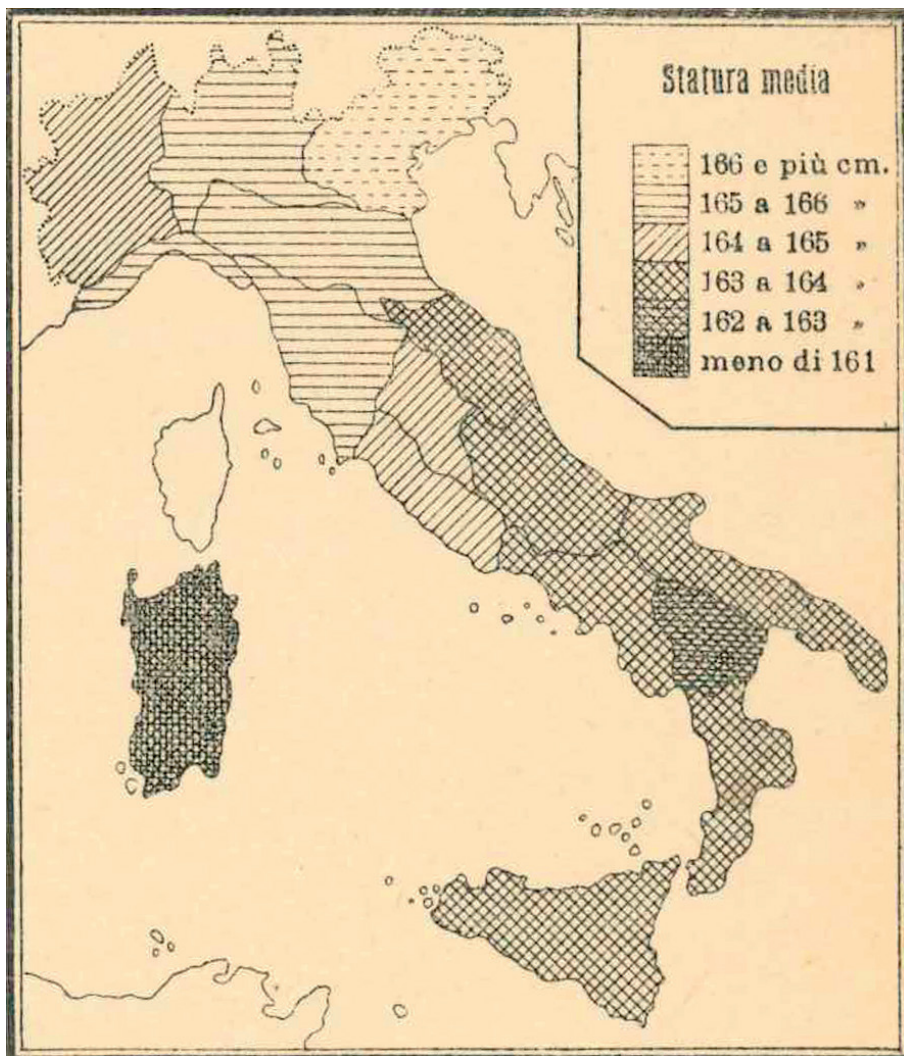 Statura media
166 e più cm.
165 a 166 »
164 a 165 »
163 a 164 »
162 a 163 »
meno di 161